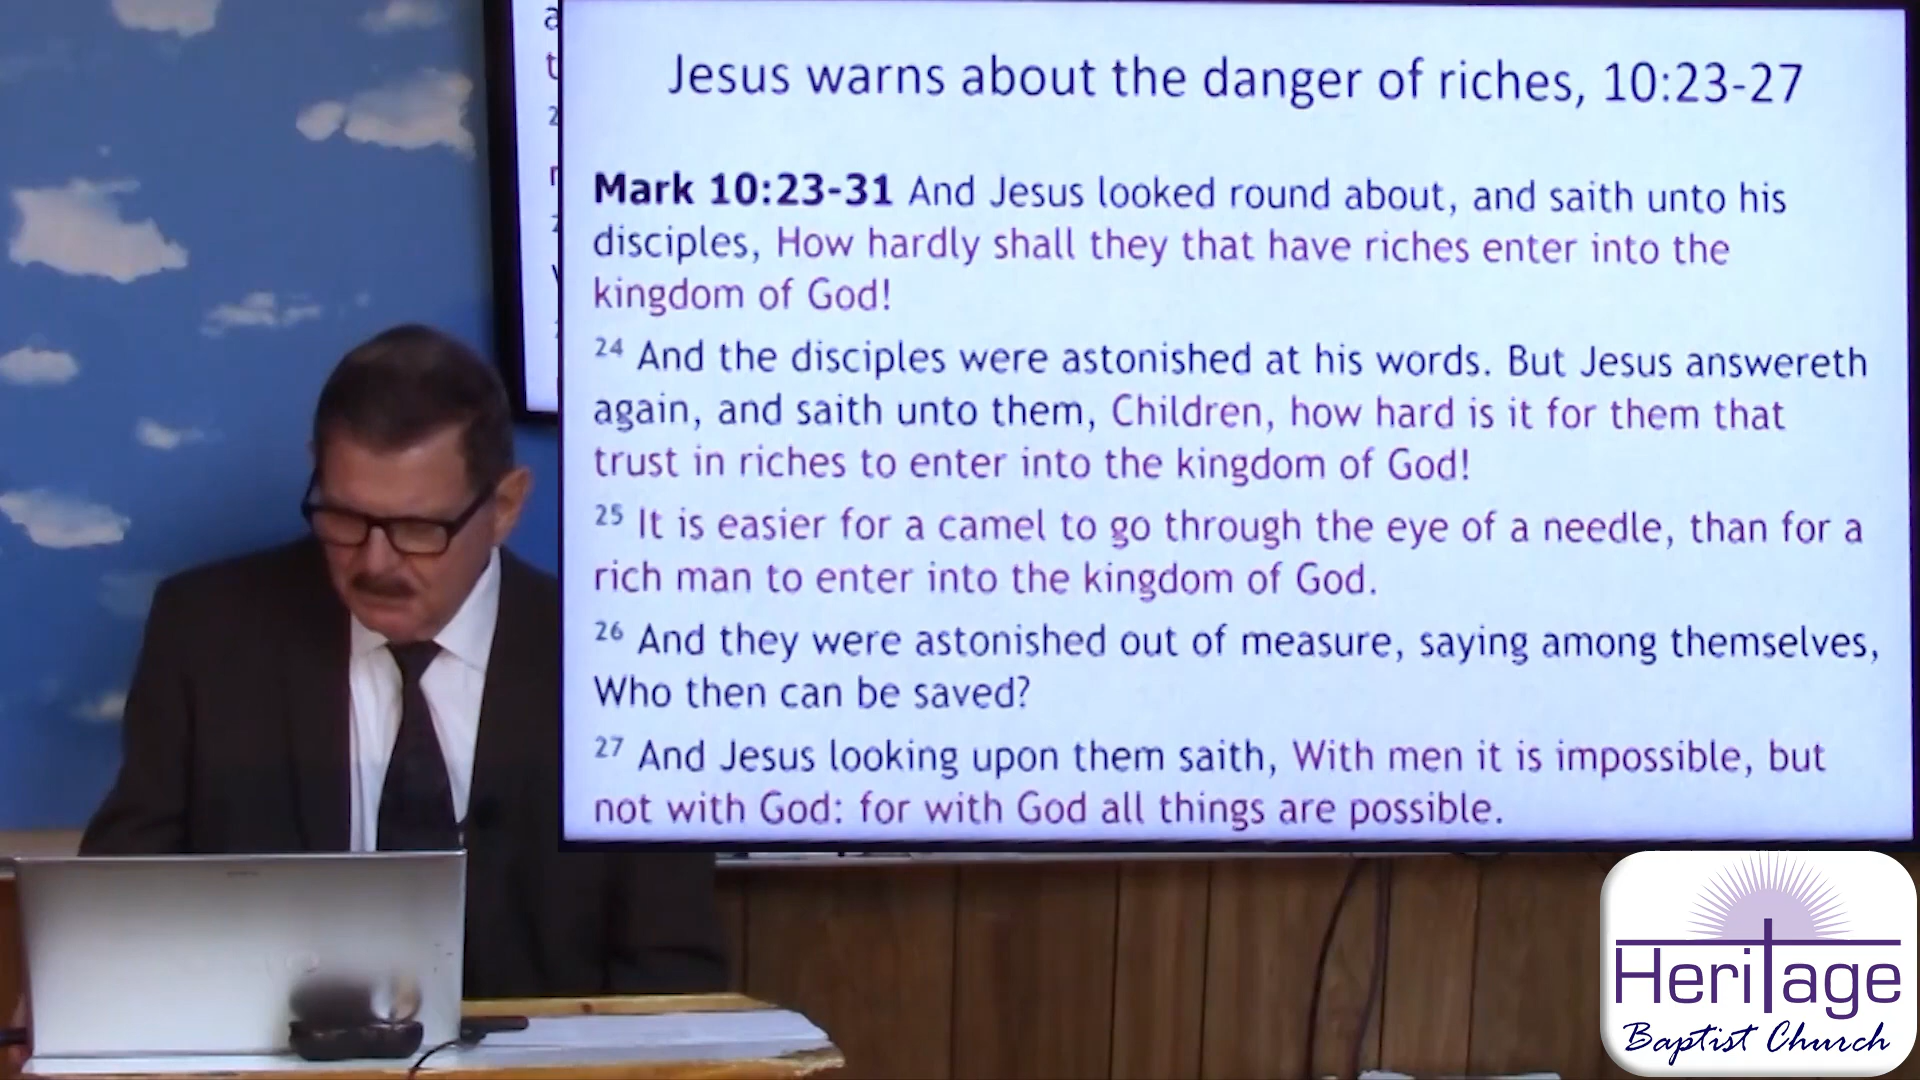 Jesus warns about the danger of riches, 10:23-27
Mark 10:23-31 And Jesus looked round about, and saith unto his
disciples, How hardly shall they that have riches enter into the
kingdom of God!
24 And the disciples were astonished at his words. But Jesus answereth
again, and saith unto them, Children, how hard is it for them that
trust in riches to enter into the kingdom of God!
25 It is easier for a camel to go through the eye of a needle, than for a
rich man to enter into the kingdom of God.
26 And they were astonished out of measure, saying among themselves,
Who then can be saved?
27 And Jesus looking upon them saith, With men it is impossible, but
not with God: for with God all things are possible.
Heritage
Baptist Church